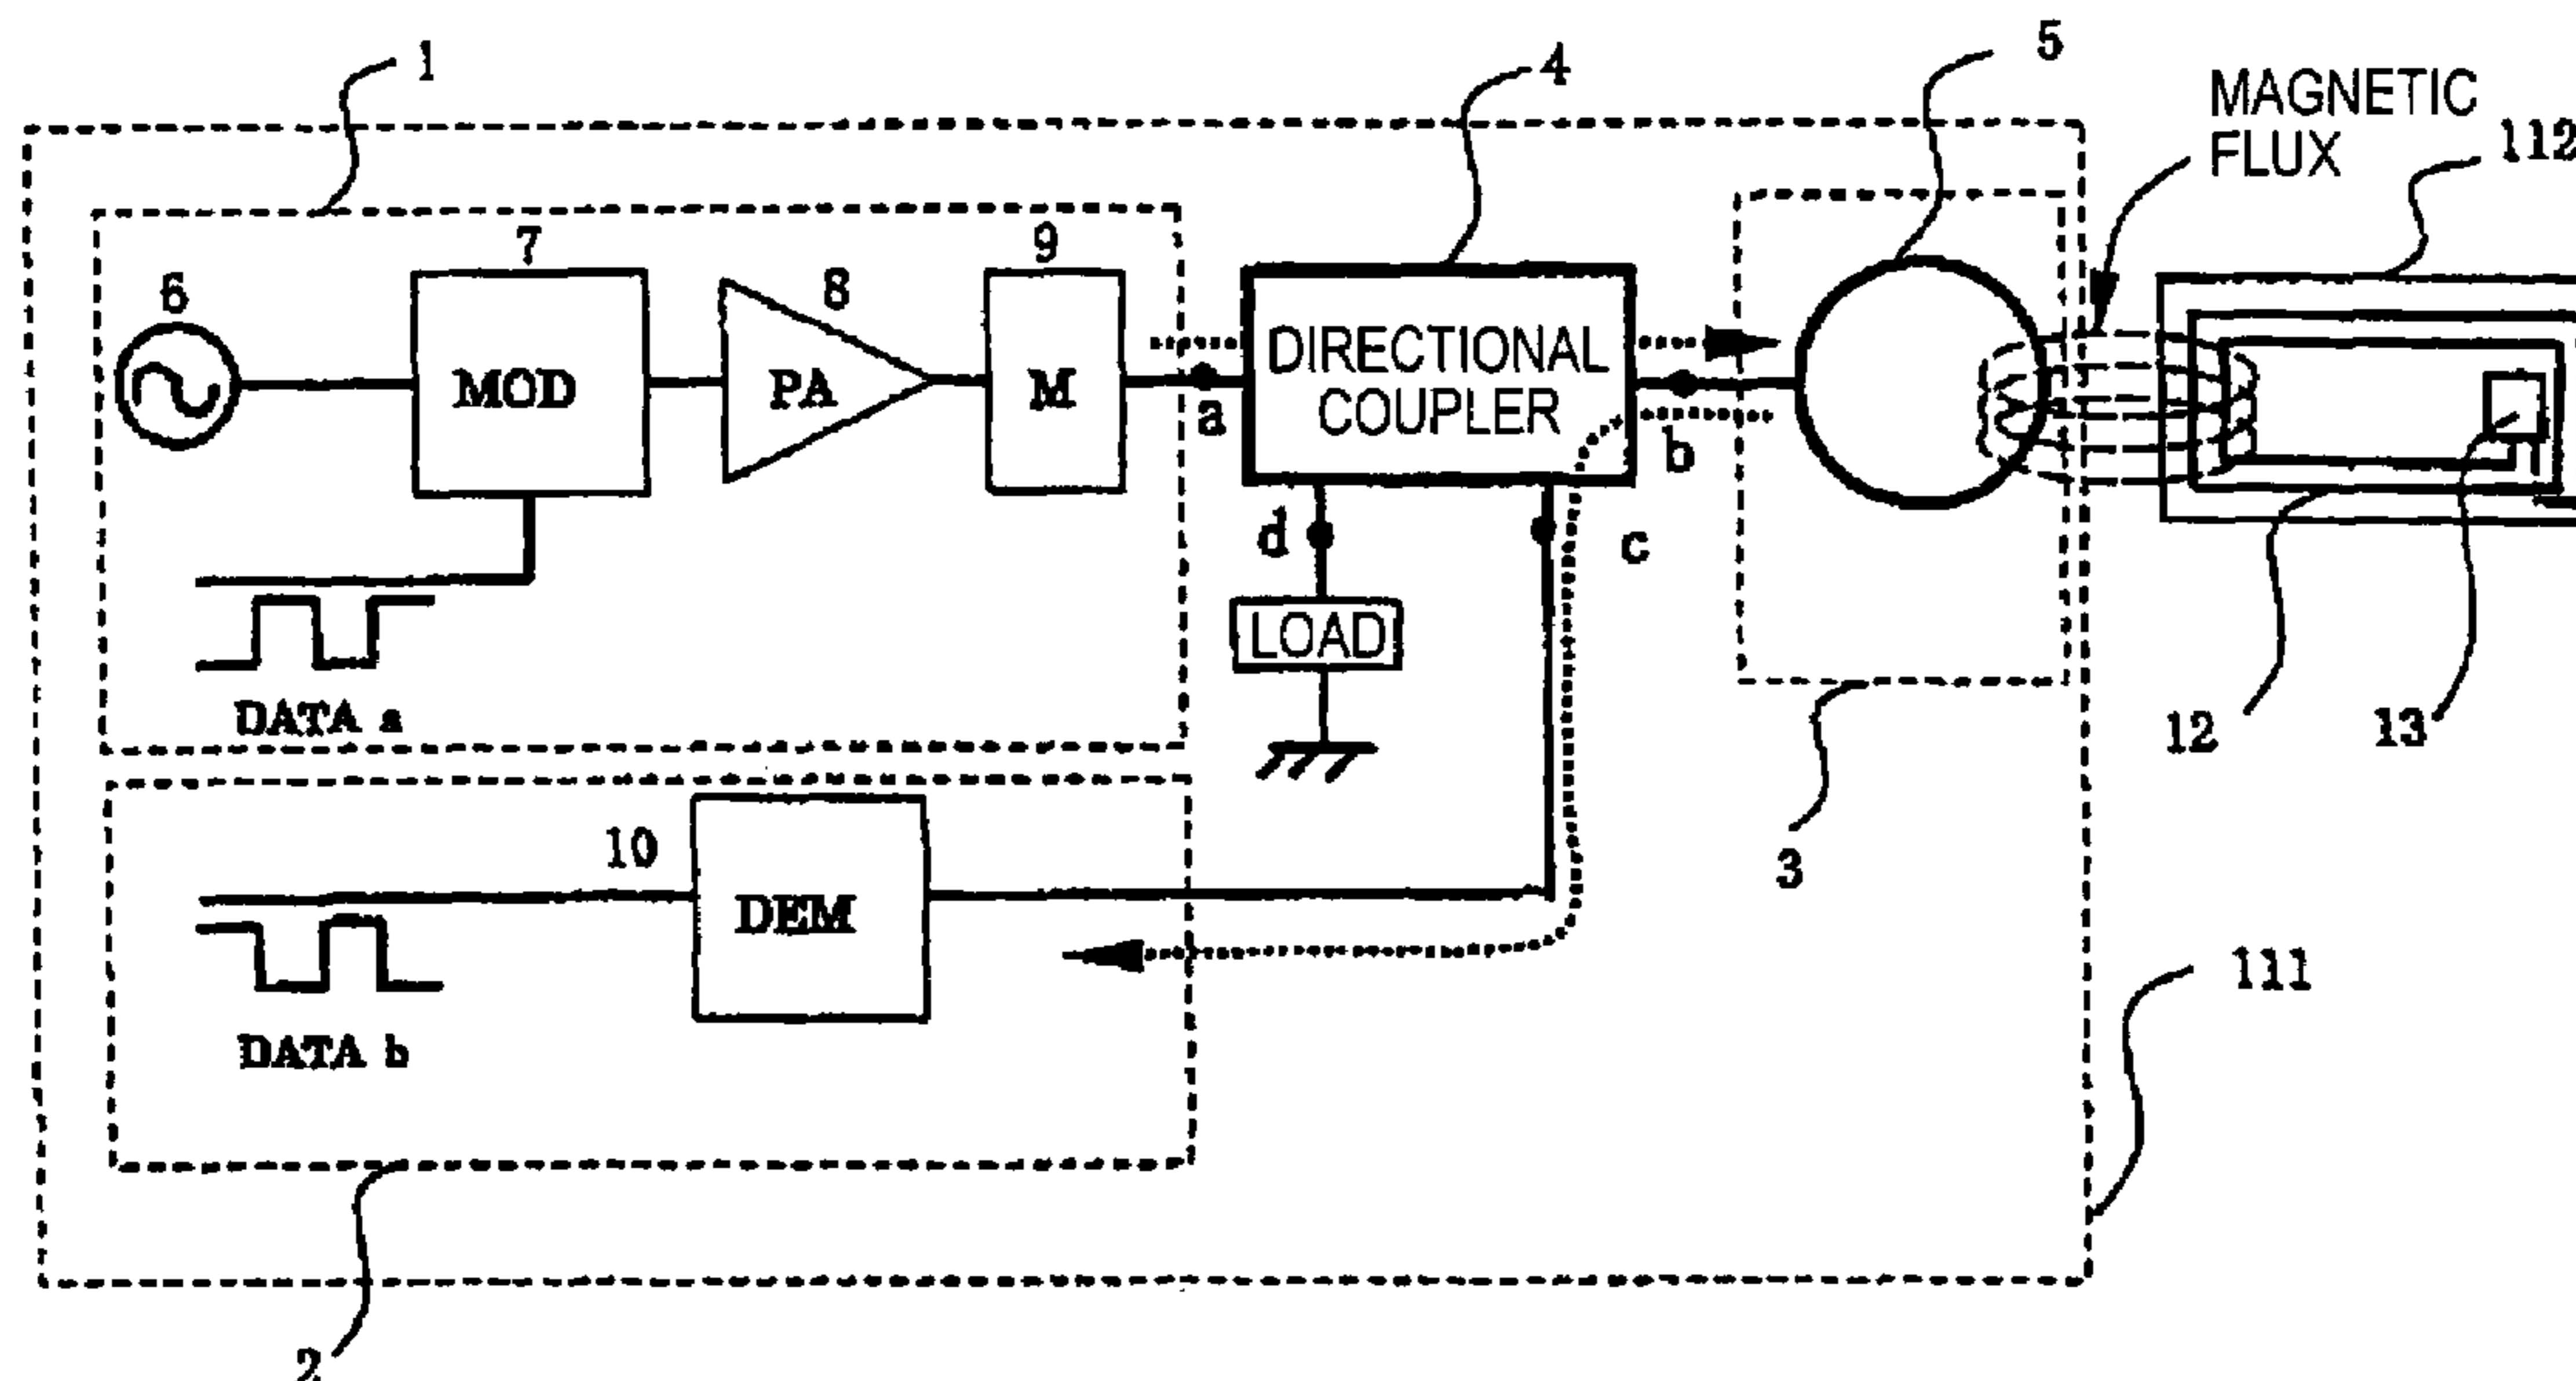 1
4
5
MAGNETIC
FLUX
112
7
9
6
8
MOD
PA
M
DIRECTIONAL
COUPLER
a
b
d
c
LOAD
DATA a
12
13
3
10
DEM
DATA b
111
2